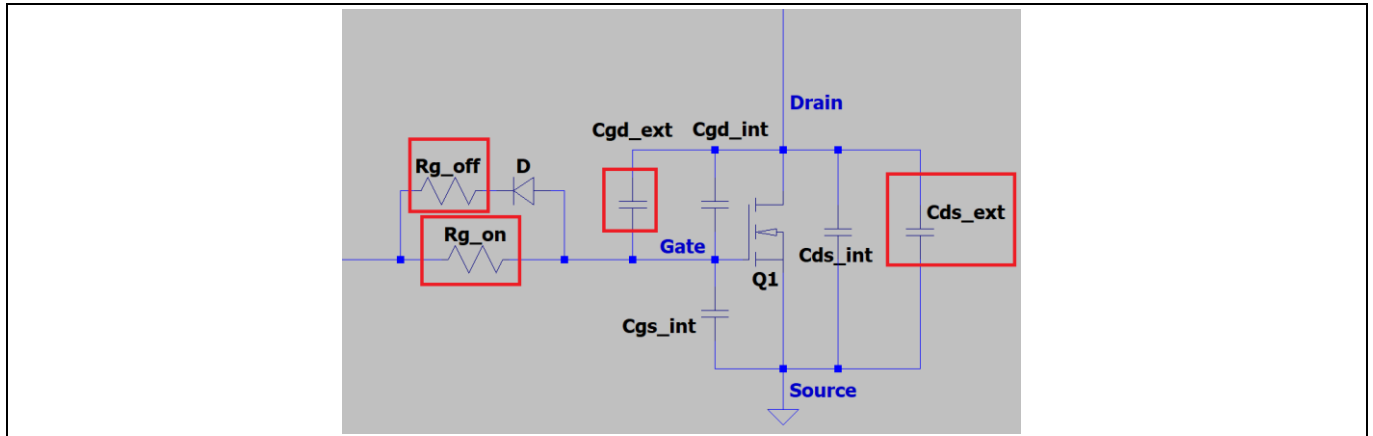 Drain
Cgd_ext Cgd_int
Rg_off D
Cds_ext
Rg_on
Gate
Cds_int
Q1
Cgs_int
Source